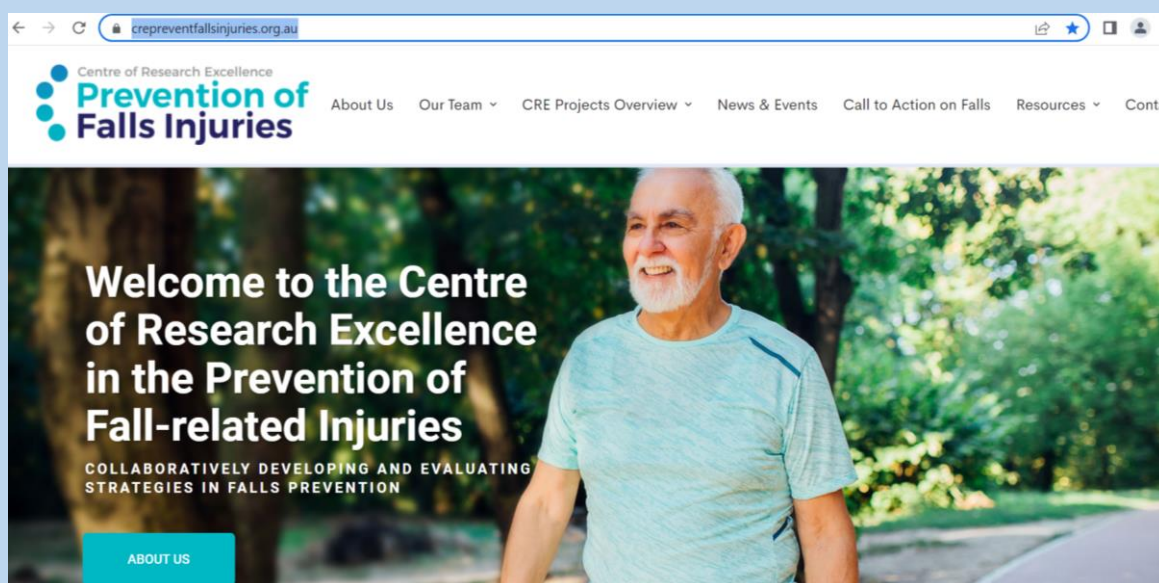 crepreventfallsinjuries.org.au
Centre of Research Excellence
Prevention of
Falls Injuries
About Us Our Team CRE Projects Overview News & Events Call to Action on Falls Resources Cont
Welcome to the Centre
of Research Excellence
in the Prevention of
Fall-related Injuries
COLLABORATIVELY DEVELOPING AND EVALUATING
STRATEGIES IN FALLS PREVENTION
ABOUT US